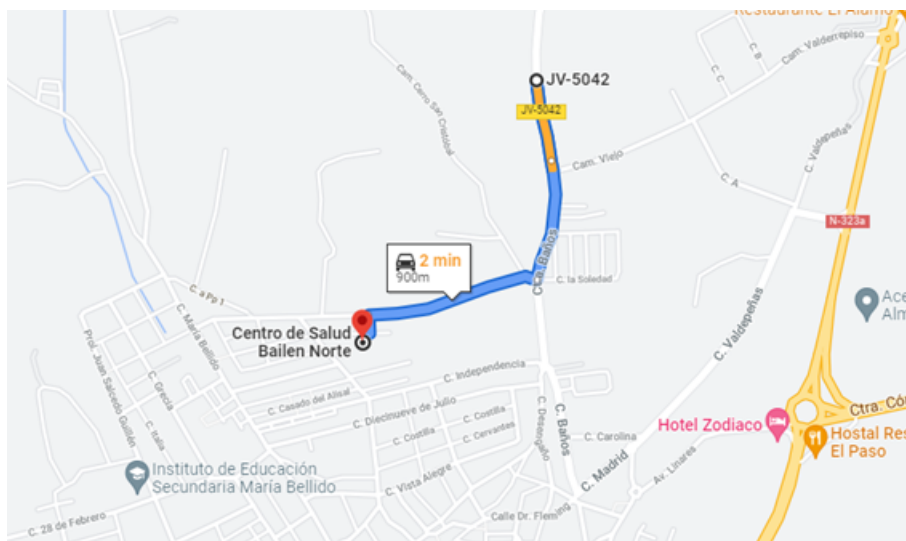 Restaurante El Álamo
Cam. Valderrepiso
C. B
C. C
JV-5042
JV-5042
Cam. Cerro San Cristóbal
Cam. Viejo
C. Valdepeñas
C. A
N-323a
Ctra. Baños
2 min
900m
C. la Soledad
C. a Pp 1
Centro de Salud
Bailen Norte
C. María Bellido
Prol. Juan Salcedo Guillén
C. Grecia
C. Italia
C. Independencia
C. Casado del Alisal
C. Diecinueve de Julio
C. Costilla
C. Costilla
C. Cervantes
C. Desengaño
C. Baños
C. Valdepeñas
Ace
Alm
Ctra. Cór
Hotel Zodiaco
Hostal Res
El Paso
C. Carolina
C. Madrid
Av. Linares
Instituto de Educación
Secundaria María Bellido
C. Vista Alegre
Calle Dr. Fleming
C. 28 de Febrero